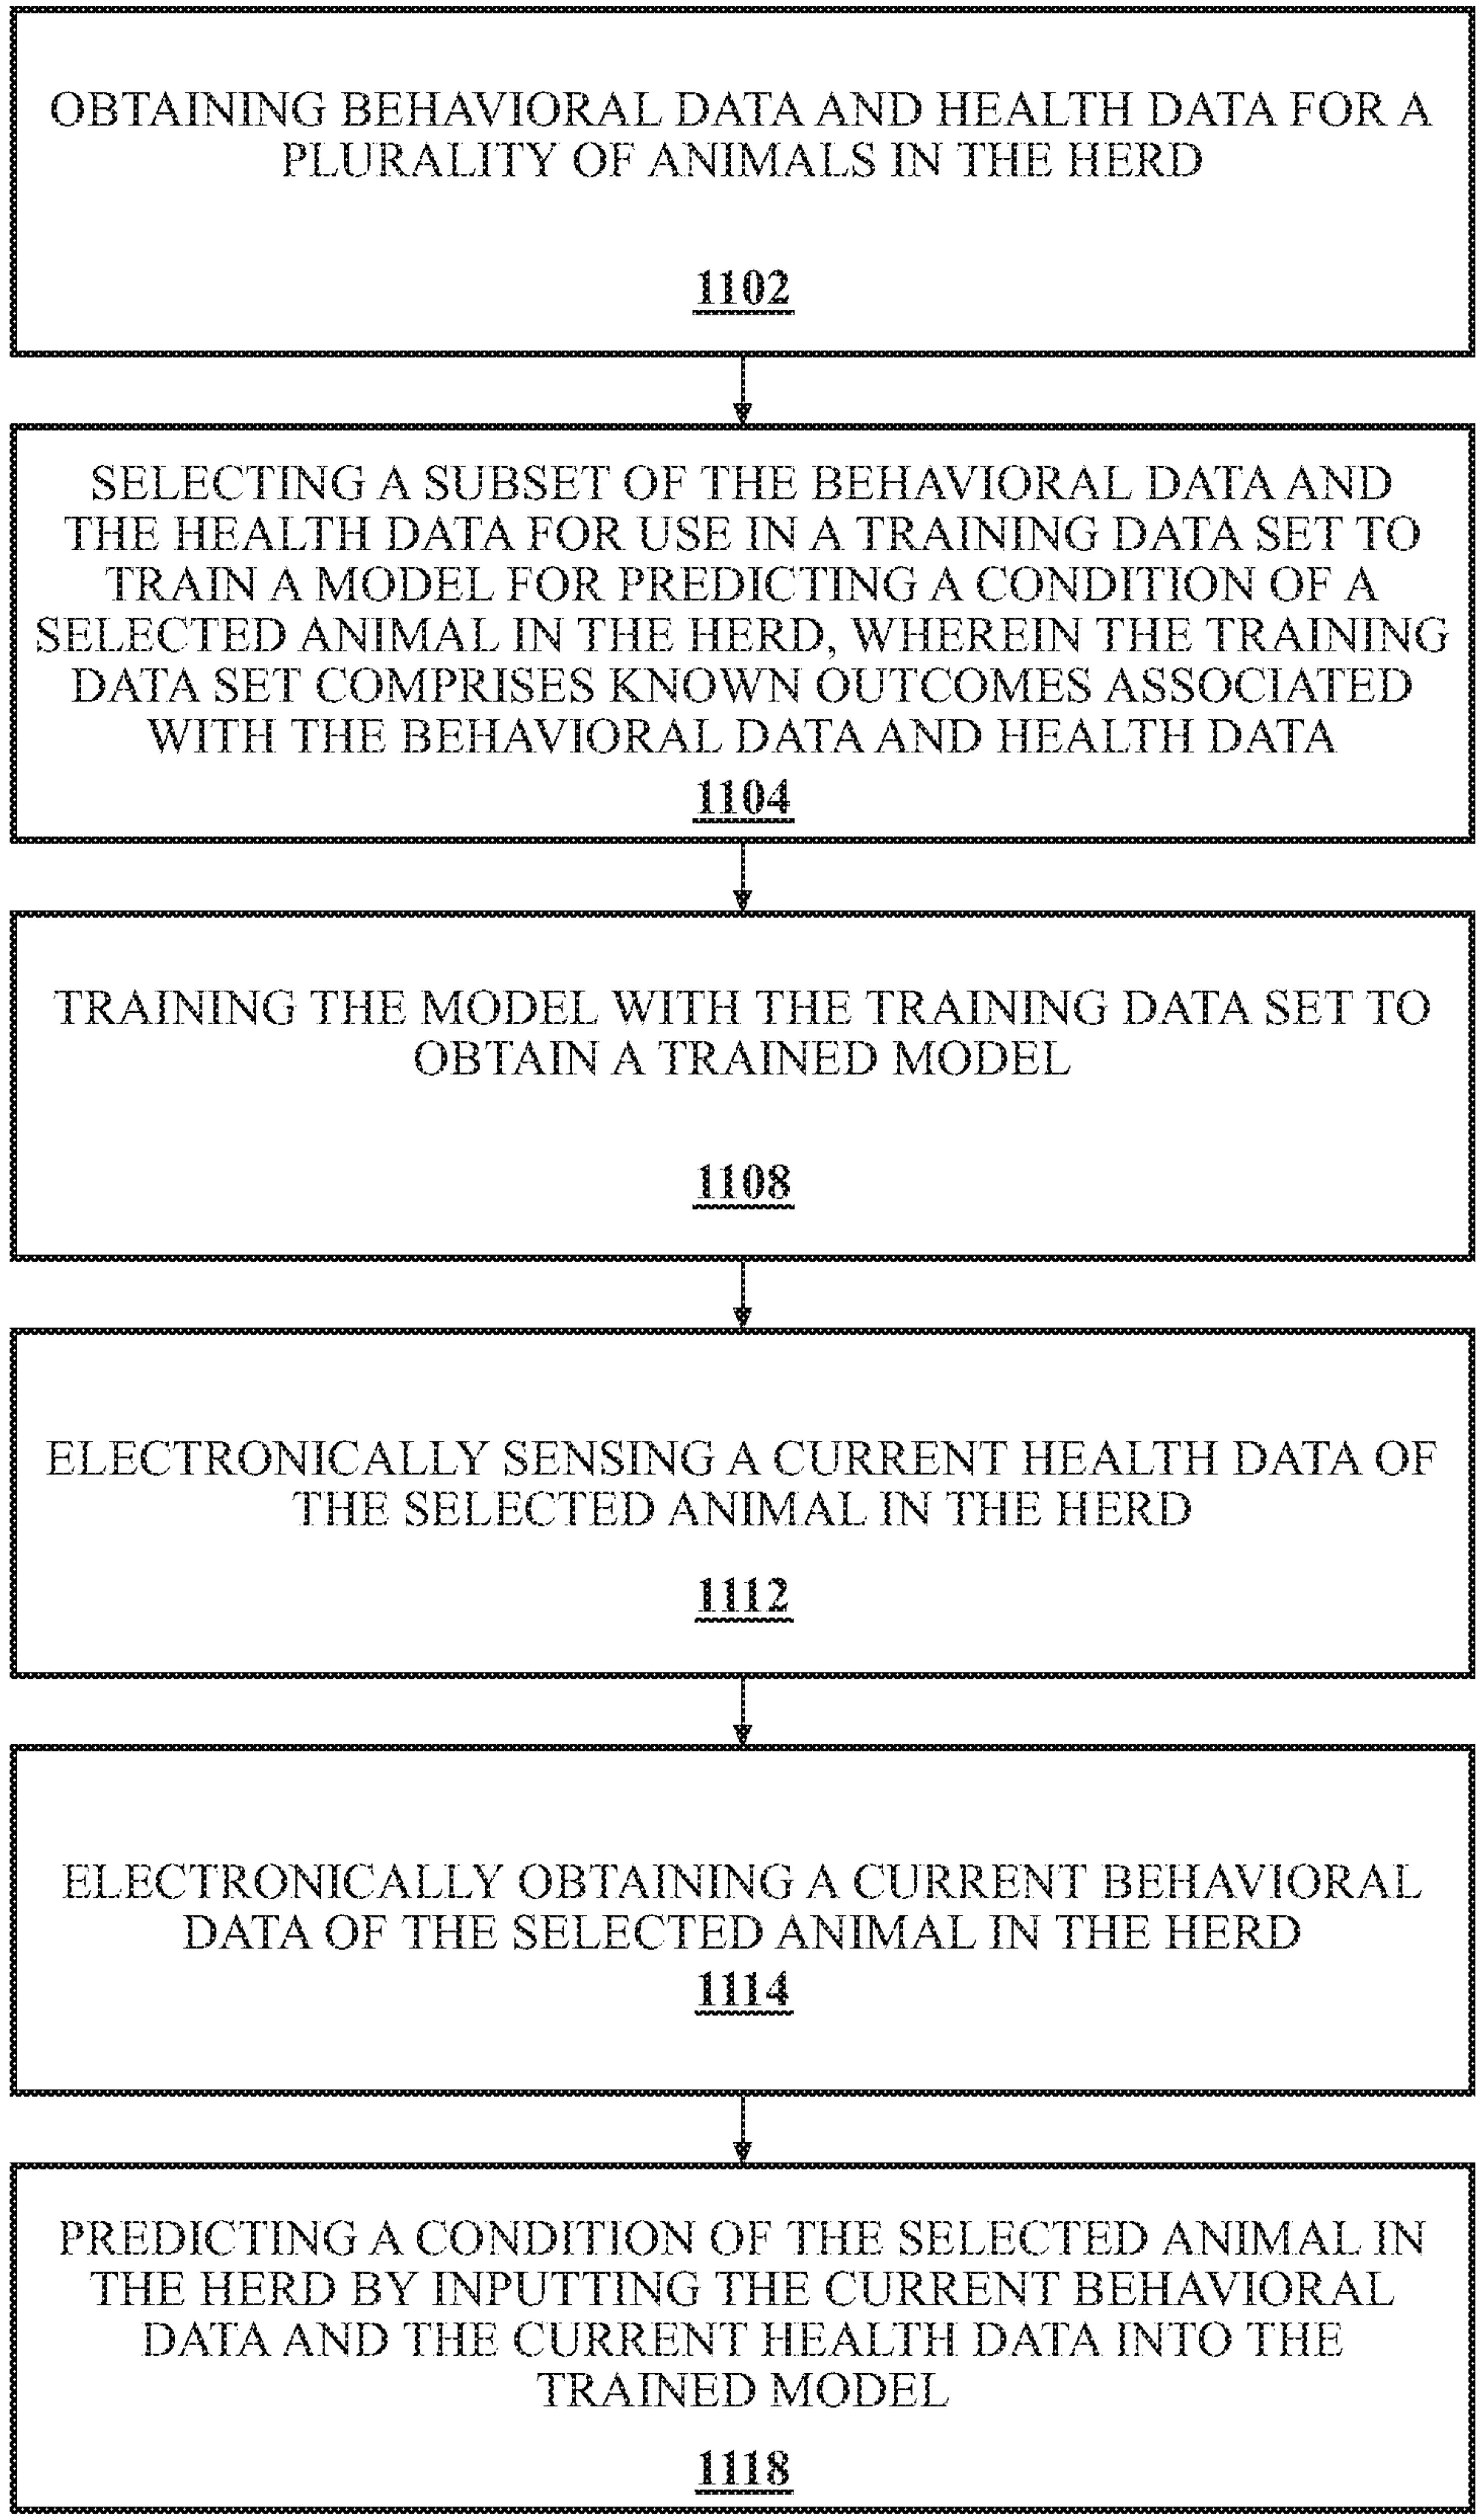 OBTAINING BEHAVIORAL DATA AND HEALTH DATA FOR A
PLURALITY OF ANIMALS IN THE HERD
1102
SELECTING A SUBSET OF THE BEHAVIORAL DATA AND
THE HEALTH DATA FOR USE IN A TRAINING DATA SET TO
TRAIN A MODEL FOR PREDICTING A CONDITION OF A
SELECTED ANIMAL IN THE HERD, WHEREIN THE TRAINING
DATA SET COMPRISES KNOWN OUTCOMES ASSOCIATED
WITH THE BEHAVIORAL DATA AND HEALTH DATA
1104
TRAINING THE MODEL WITH THE TRAINING DATA SET TO
OBTAIN A TRAINED MODEL
1108
ELECTRONICALLY SENSING A CURRENT HEALTH DATA OF
THE SELECTED ANIMAL IN THE HERD
1112
ELECTRONICALLY OBTAINING A CURRENT BEHAVIORAL
DATA OF THE SELECTED ANIMAL IN THE HERD
1114
PREDICTING A CONDITION OF THE SELECTED ANIMAL IN
THE HERD BY INPUTTING THE CURRENT BEHAVIORAL
DATA AND THE CURRENT HEALTH DATA INTO THE
TRAINED MODEL
1118